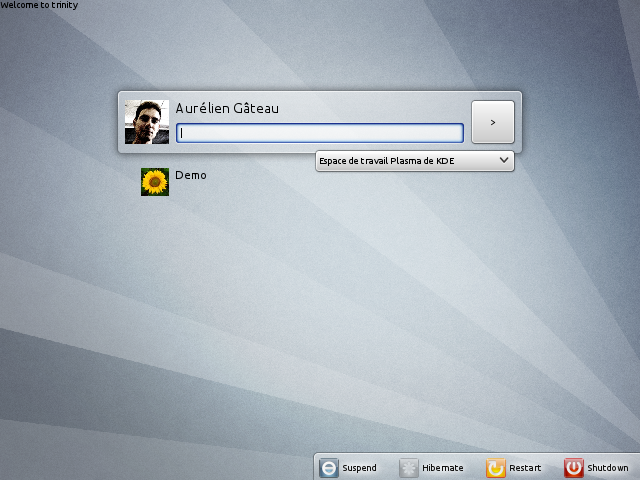 Welcome to trinity
Aurélien Gâteau
>
Espace de travail Plasma de KDE
Demo
Suspend
Hibernate
Restart
Shutdown